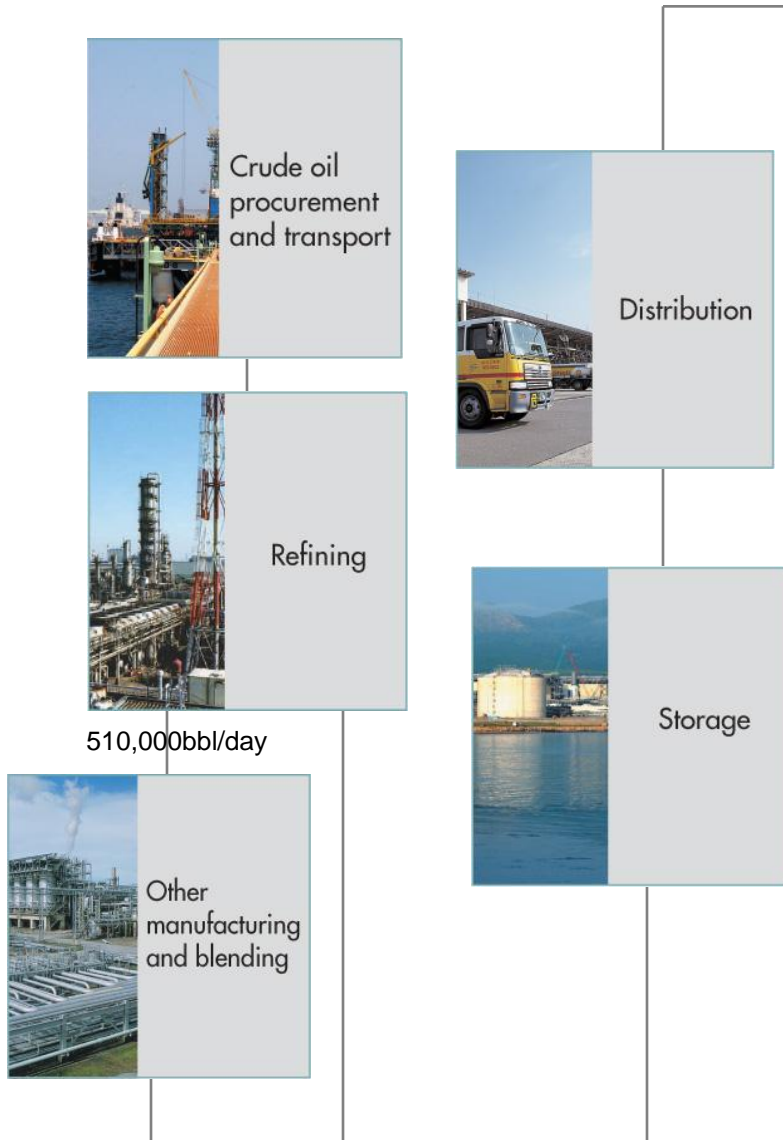 Crude oil
procurement
and transport
Refining
510,000bbl/day
Other
manufacturing
and blending
Distribution
Storage